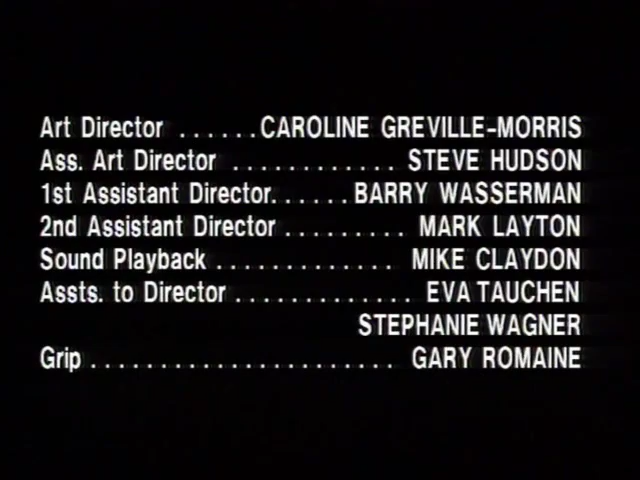 Art Director ......CAROLINE GREVILLE-MORRIS
Ass. Art Director ............ STEVE HUDSON
1st Assistant Director......BARRY WASSERMAN
2nd Assistant Director......... MARK LAYTON
Sound Playback ............. MIKE CLAYDON
Assts. to Director ............. EVA TAUCHEN
STEPHANIE WAGNER
Grip ...................... GARY ROMAINE